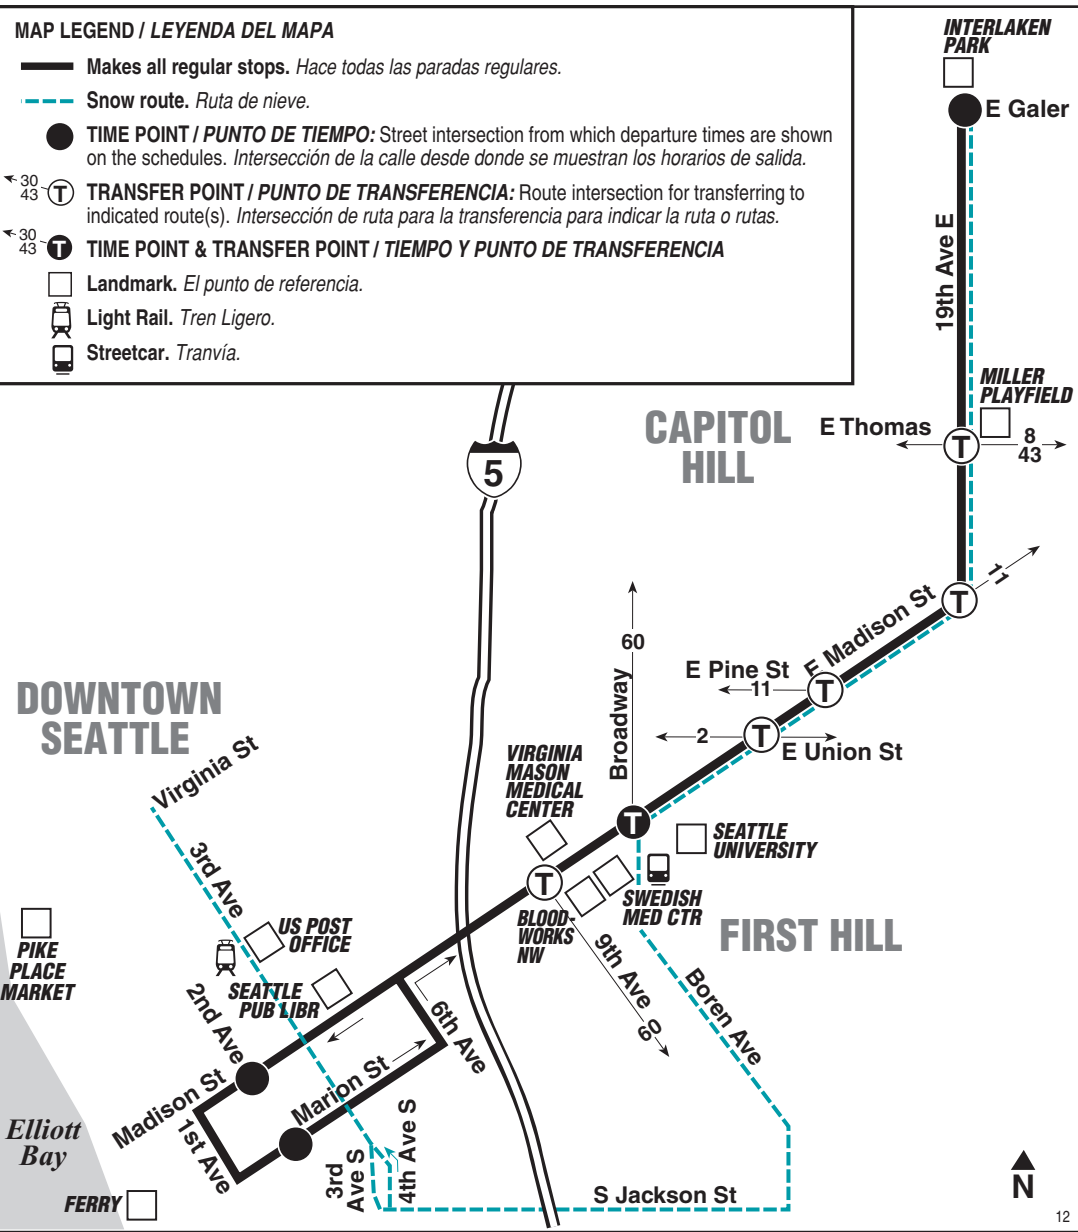 MAP LEGEND / LEYENDA DEL MAPA
Makes all regular stops. Hace todas las paradas regulares.
Snow route. Ruta de nieve.
TIME POINT / PUNTO DE TIEMPO: Street intersection from which departure times are shown
on the schedules. Intersección de la calle desde donde se muestran los horarios de salida.
30
43
T
TRANSFER POINT / PUNTO DE TRANSFERENCIA: Route intersection for transferring to
indicated route(s). Intersección de ruta para la transferencia para indicar la ruta o rutas.
30
43
T
TIME POINT & TRANSFER POINT / TIEMPO Y PUNTO DE TRANSFERENCIA
Landmark. El punto de referencia.
Light Rail. Tren Ligero.
Streetcar. Tranvía.
INTERLAKEN
PARK
E Galer
19th Ave E
MILLER
PLAYFIELD
E Thomas
T
8
43
CAPITOL
HILL
5
11
T
E Madison St
60
Broadway
E Pine St
11
T
2
T
E Union St
DOWNTOWN
SEATTLE
Virginia St
VIRGINIA
MASON
MEDICAL
CENTER
T
SEATTLE
UNIVERSITY
3rd Ave
T
SWEDISH
MED CTR
BLOOD-
WORKS
NW
FIRST HILL
US POST
OFFICE
PIKE
PLACE
MARKET
SEATTLE
PUB LIBR
9th Ave
60
Boren Ave
2nd Ave
6th Ave
Madison St
Marion St
1st Ave
Elliott
Bay
3rd
Ave S
4th Ave S
S Jackson St
FERRY
N
12